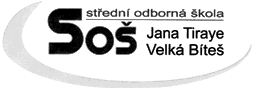 střední odborná škola
Soš
Jana Tiraye
Velká Bíteš